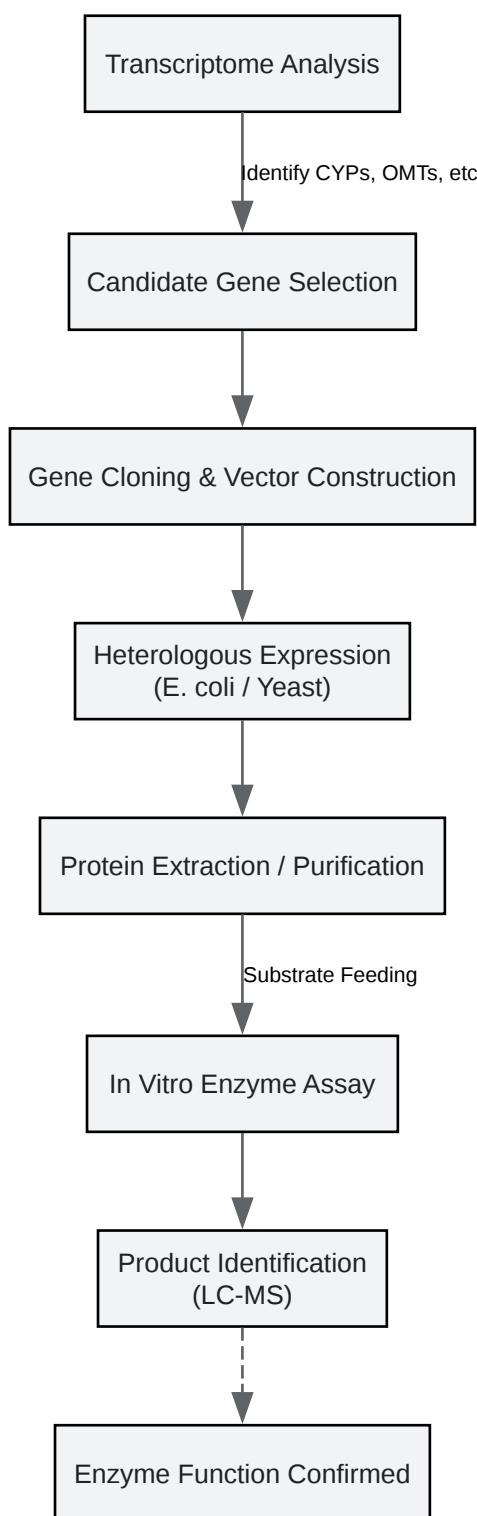 Transcriptome Analysis
Identify CYPs, OMTs, etc
Candidate Gene Selection
Gene Cloning & Vector Construction
Heterologous Expression
(E. coli / Yeast)
Protein Extraction / Purification
Substrate Feeding
In Vitro Enzyme Assay
Product Identification
(LC-MS)
Enzyme Function Confirmed